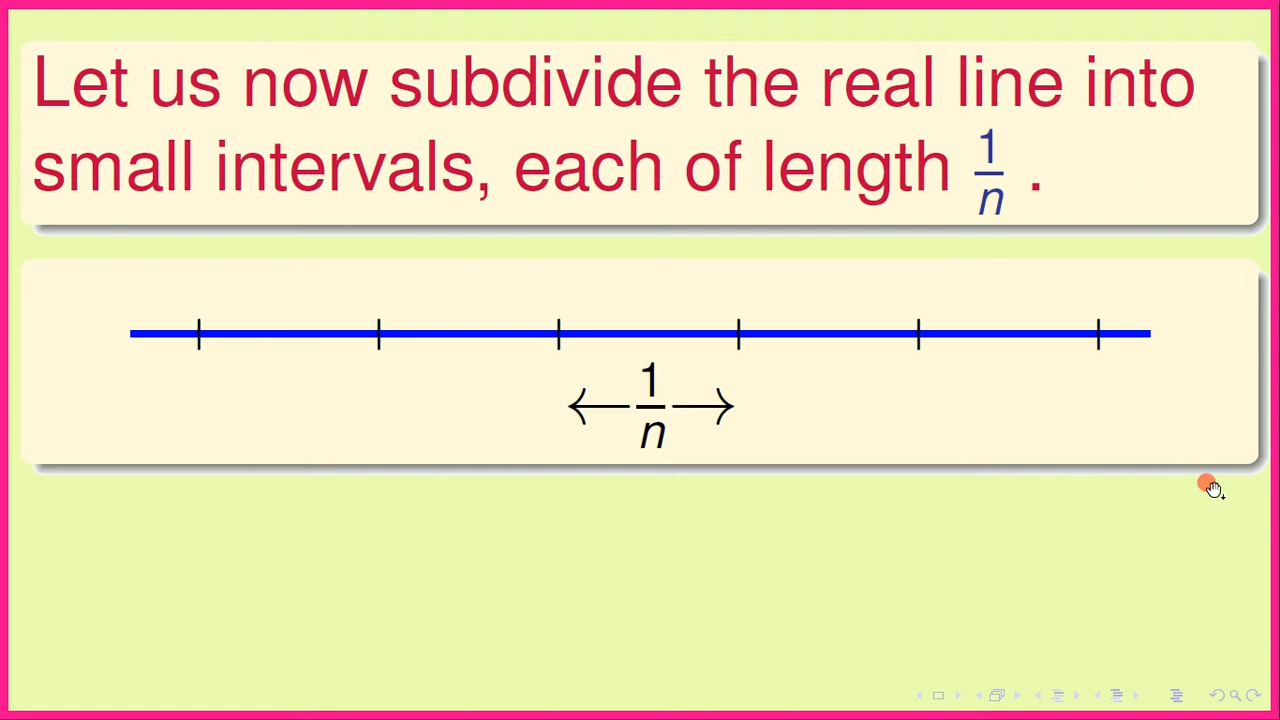 Let us now subdivide the real line into
small intervals, each of length 1/n .
←1/n→